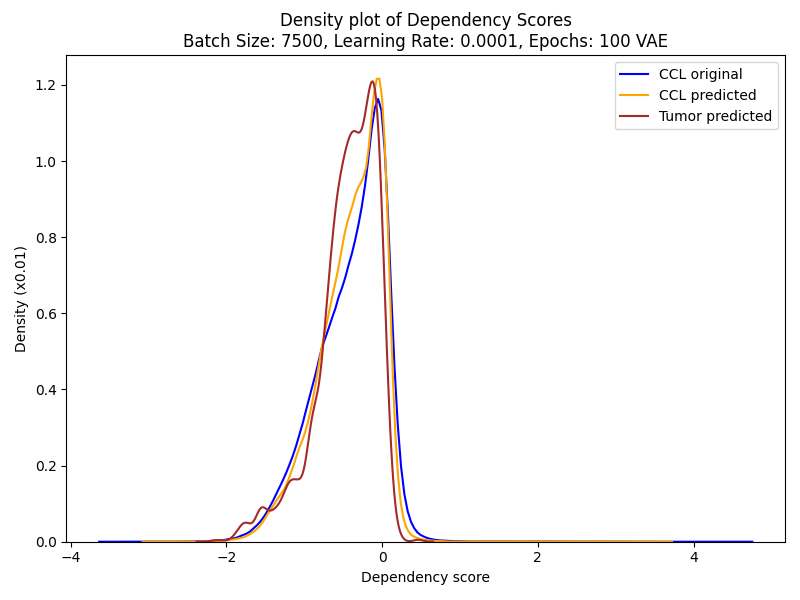 Density plot of Dependency Scores
Batch Size: 7500, Learning Rate: 0.0001, Epochs: 100 VAE
CCL original
CCL predicted
Tumor predicted
Density (x0.01)
1.2
1.0
0.8
0.6
0.4
0.2
0.0
−4
−2
0
2
4
Dependency score